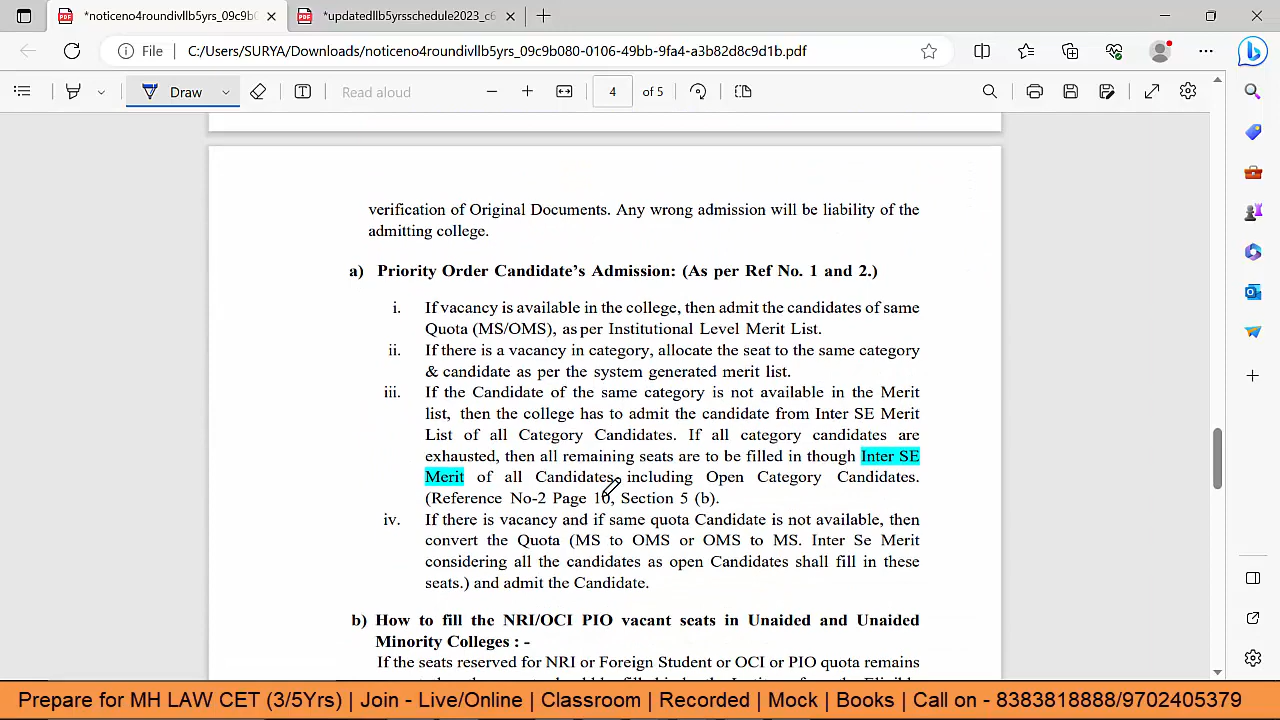 *noticeno4roundivllb5yrs_09c9b
*updatedllb5yrsschedule2023_c6
File
C:/Users/SURYA/Downloads/noticeno4roundivllb5yrs_09c9b080-0106-49bb-9fa4-a3b82d8c9d1b.pdf
Draw
Read aloud
4 of 5
verification of Original Documents. Any wrong admission will be liability of the
admitting college.
a) Priority Order Candidate's Admission: (As per Ref No. 1 and 2.)
i. If vacancy is available in the college, then admit the candidates of same
Quota (MS/OMS), as per Institutional Level Merit List.
ii. If there is a vacancy in category, allocate the seat to the same category
& candidate as per the system generated merit list.
iii. If the Candidate of the same category is not available in the Merit
list, then the college has to admit the candidate from Inter SE Merit
List of all Category Candidates. If all category candidates are
exhausted, then all remaining seats are to be filled in though Inter SE
Merit of all Candidates including Open Category Candidates.
(Reference No-2 Page 10, Section 5 (b).
iv. If there is vacancy and if same quota Candidate is not available, then
convert the Quota (MS to OMS or OMS to MS. Inter Se Merit
considering all the candidates as open Candidates shall fill in these
seats.) and admit the Candidate.
b) How to fill the NRI/OCI PIO vacant seats in Unaided and Unaided
Minority Colleges : -
If the seats reserved for NRI or Foreign Student or OCI or PIO quota remains
Prepare for MH LAW CET (3/5Yrs) | Join - Live/Online | Classroom | Recorded | Mock | Books | Call on - 8383818888/9702405379